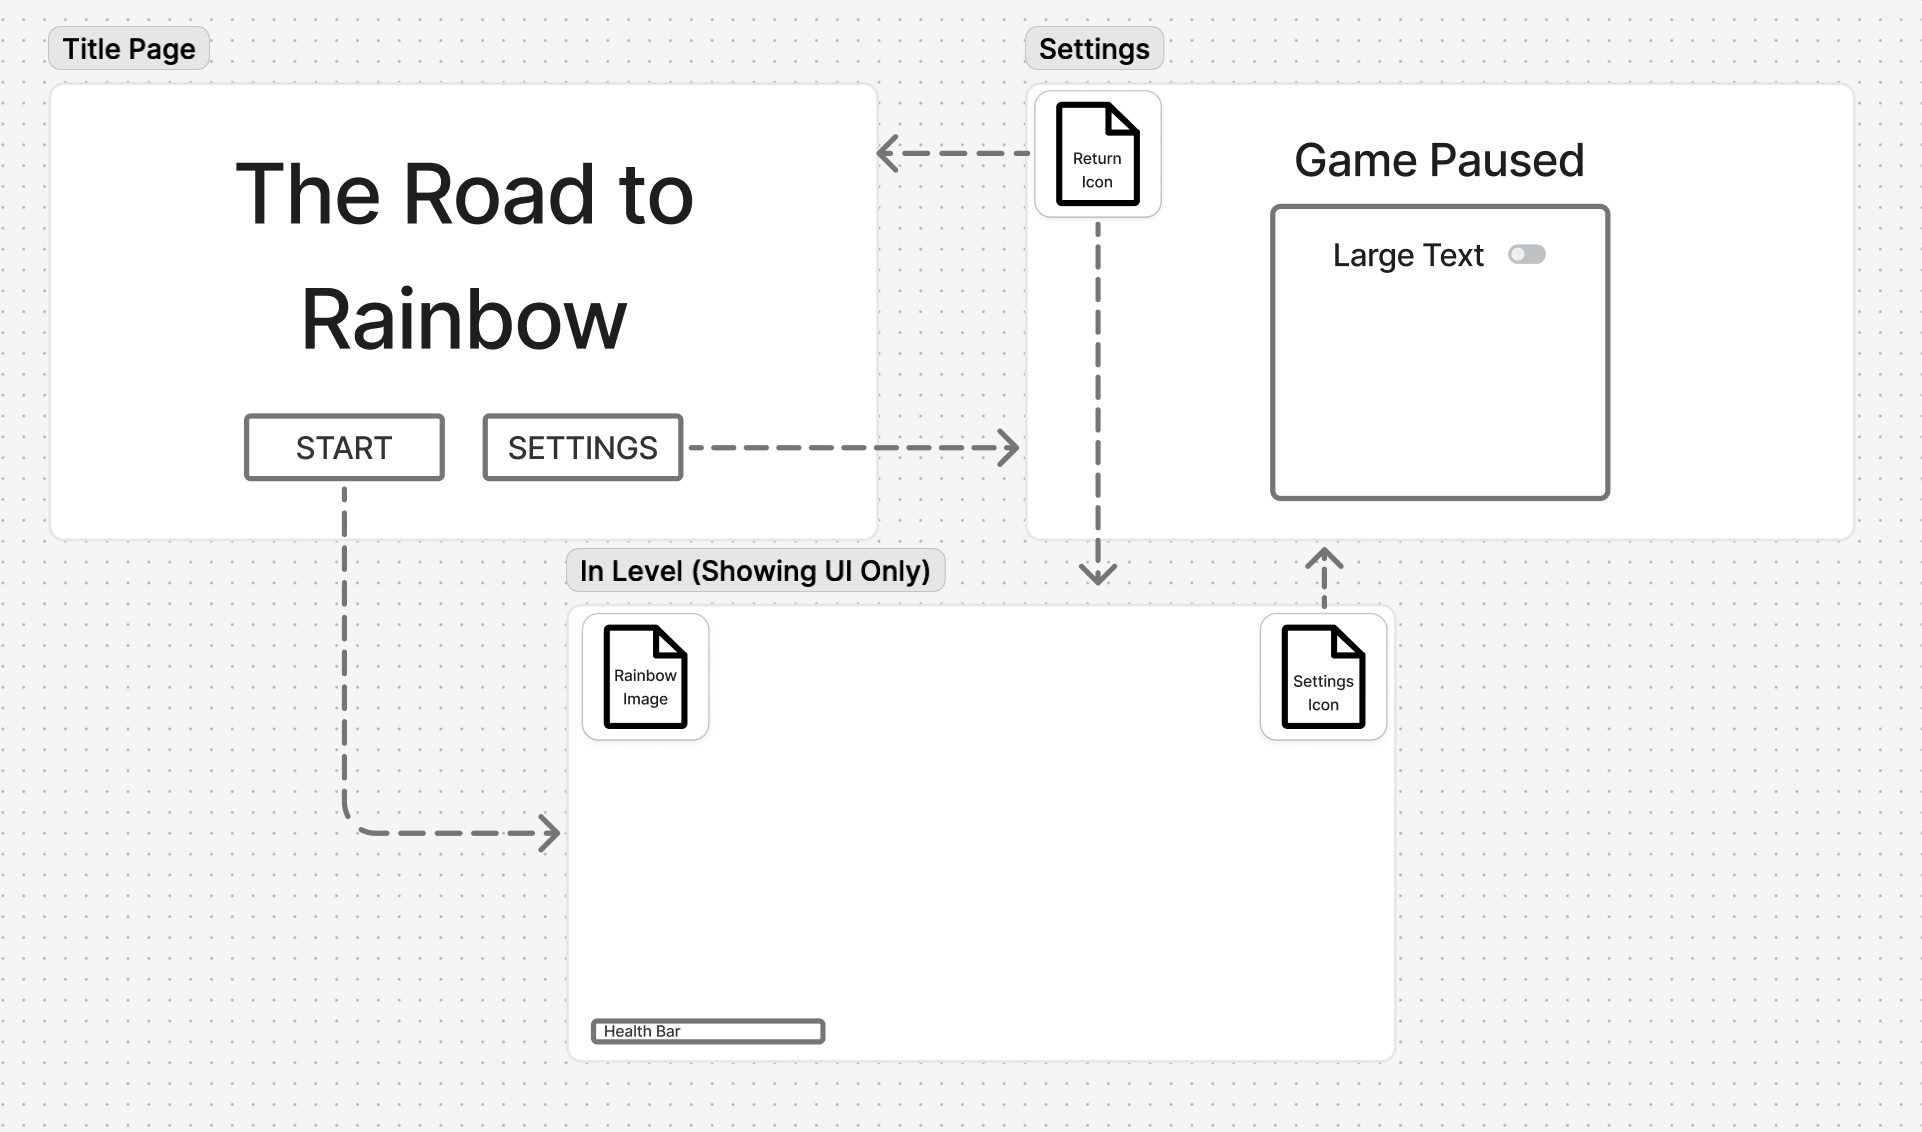 Title Page
The Road to
Rainbow
START
SETTINGS
Settings
Return
Icon
Game Paused
Large Text
In Level (Showing UI Only)
Rainbow
Image
Settings
Icon
Health Bar